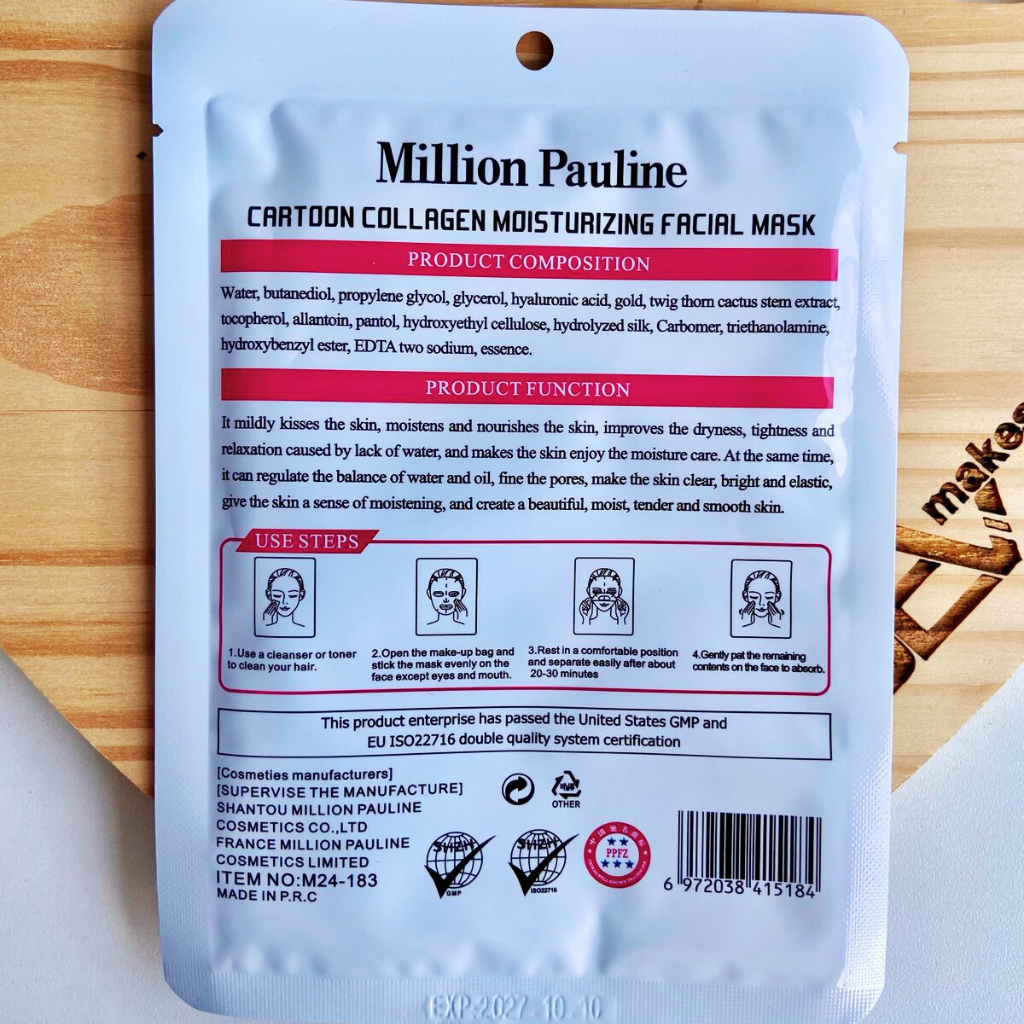 Million Pauline
CARTOON COLLAGEN MOISTURIZING FACIAL MASK
PRODUCT COMPOSITION
Water, butanediol, propylene glycol, glycerol, hyaluronic acid, gold, twig thorn cactus stem extract,
tocopherol, allantoin, pantol, hydroxyethyl cellulose, hydrolyzed silk, Carbomer, triethanolamine,
hydroxybenzyl ester, EDTA two sodium, essence.
PRODUCT FUNCTION
It mildly kisses the skin, moistens and nourishes the skin, improves the dryness, tightness and
relaxation caused by lack of water, and makes the skin enjoy the moisture care. At the same time,
it can regulate the balance of water and oil, fine the pores, make the skin clear, bright and elastic,
give the skin a sense of moistening, and create a beautiful, moist, tender and smooth skin.
USE STEPS
1.Use a cleanser or toner
to clean your hair.
2.Open the make-up bag and
stick the mask evenly on the
face except eyes and mouth.
3.Rest in a comfortable position
and separate easily after about
20-30 minutes
4.Gently pat the remaining
contents on the face to absorb.
This product enterprise has passed the United States GMP and
EU ISO22716 double quality system certification
[Cosmeties manufacturers]
[SUPERVISE THE MANUFACTURE]
SHANTOU MILLION PAULINE
COSMETICS CO.,LTD
FRANCE MILLION PAULINE
COSMETICS LIMITED
ITEM NO:M24-183
MADE IN P.R.C
OTHER
GMP
ISO22716
中国驰名商标
PPFZ
6 972038 415184
EXP:2027 10 10
make